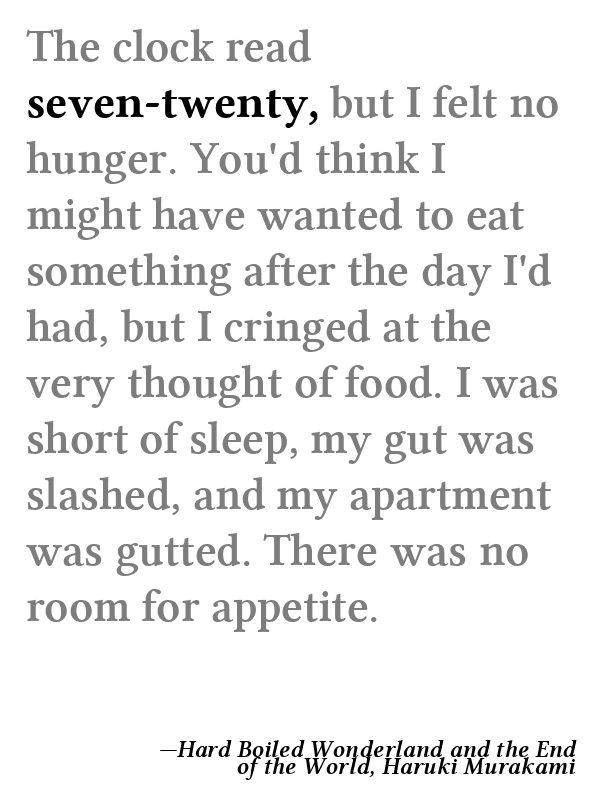 The clock read
seven-twenty, but I felt no
hunger. You'd think I
might have wanted to eat
something after the day I'd
had, but I cringed at the
very thought of food. I was
short of sleep, my gut was
slashed, and my apartment
was gutted. There was no
room for appetite.
—Hard Boiled Wonderland and the End
of the World, Haruki Murakami